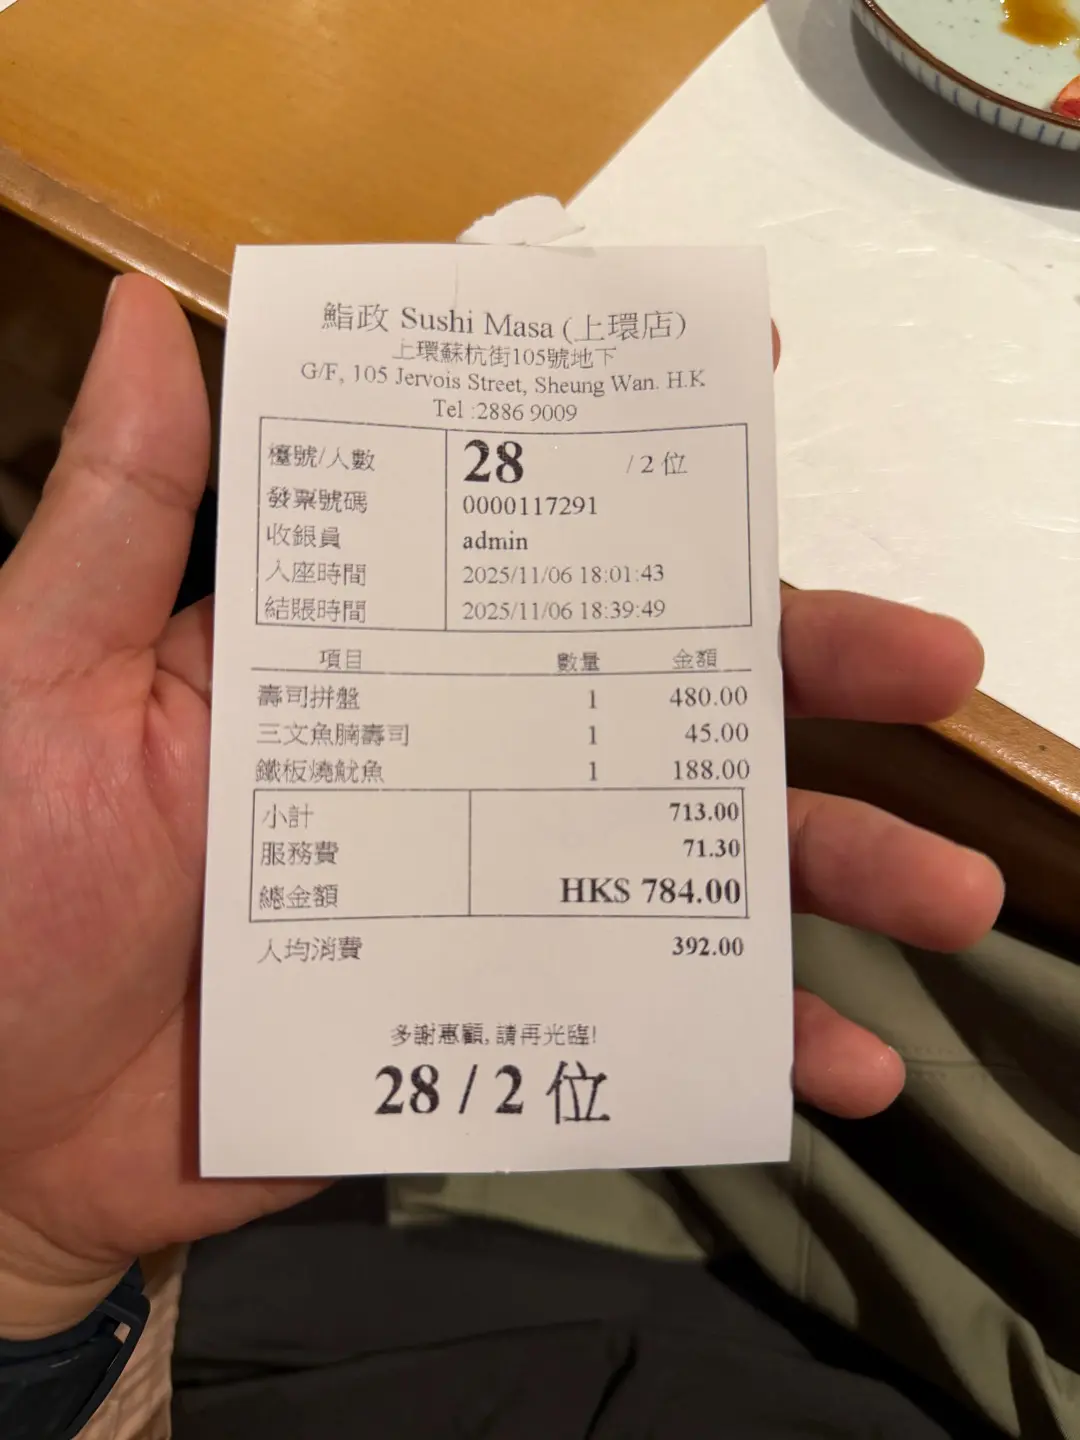 鮨政 Sushi Masa (上環店)
上環蘇杭街105號地下
G/F, 105 Jervois Street, Sheung Wan. H.K
Tel :2886 9009
檯號/人數 28 / 2 位
發票號碼 0000117291
收銀員 admin
入座時間 2025/11/06 18:01:43
結賬時間 2025/11/06 18:39:49
項目 數量 金額
壽司拼盤 1 480.00
三文魚腩壽司 1 45.00
鐵板燒魷魚 1 188.00
小計 713.00
服務費 71.30
總金額 HK$ 784.00
人均消費 392.00
多謝惠顧, 請再光臨!
28 / 2 位